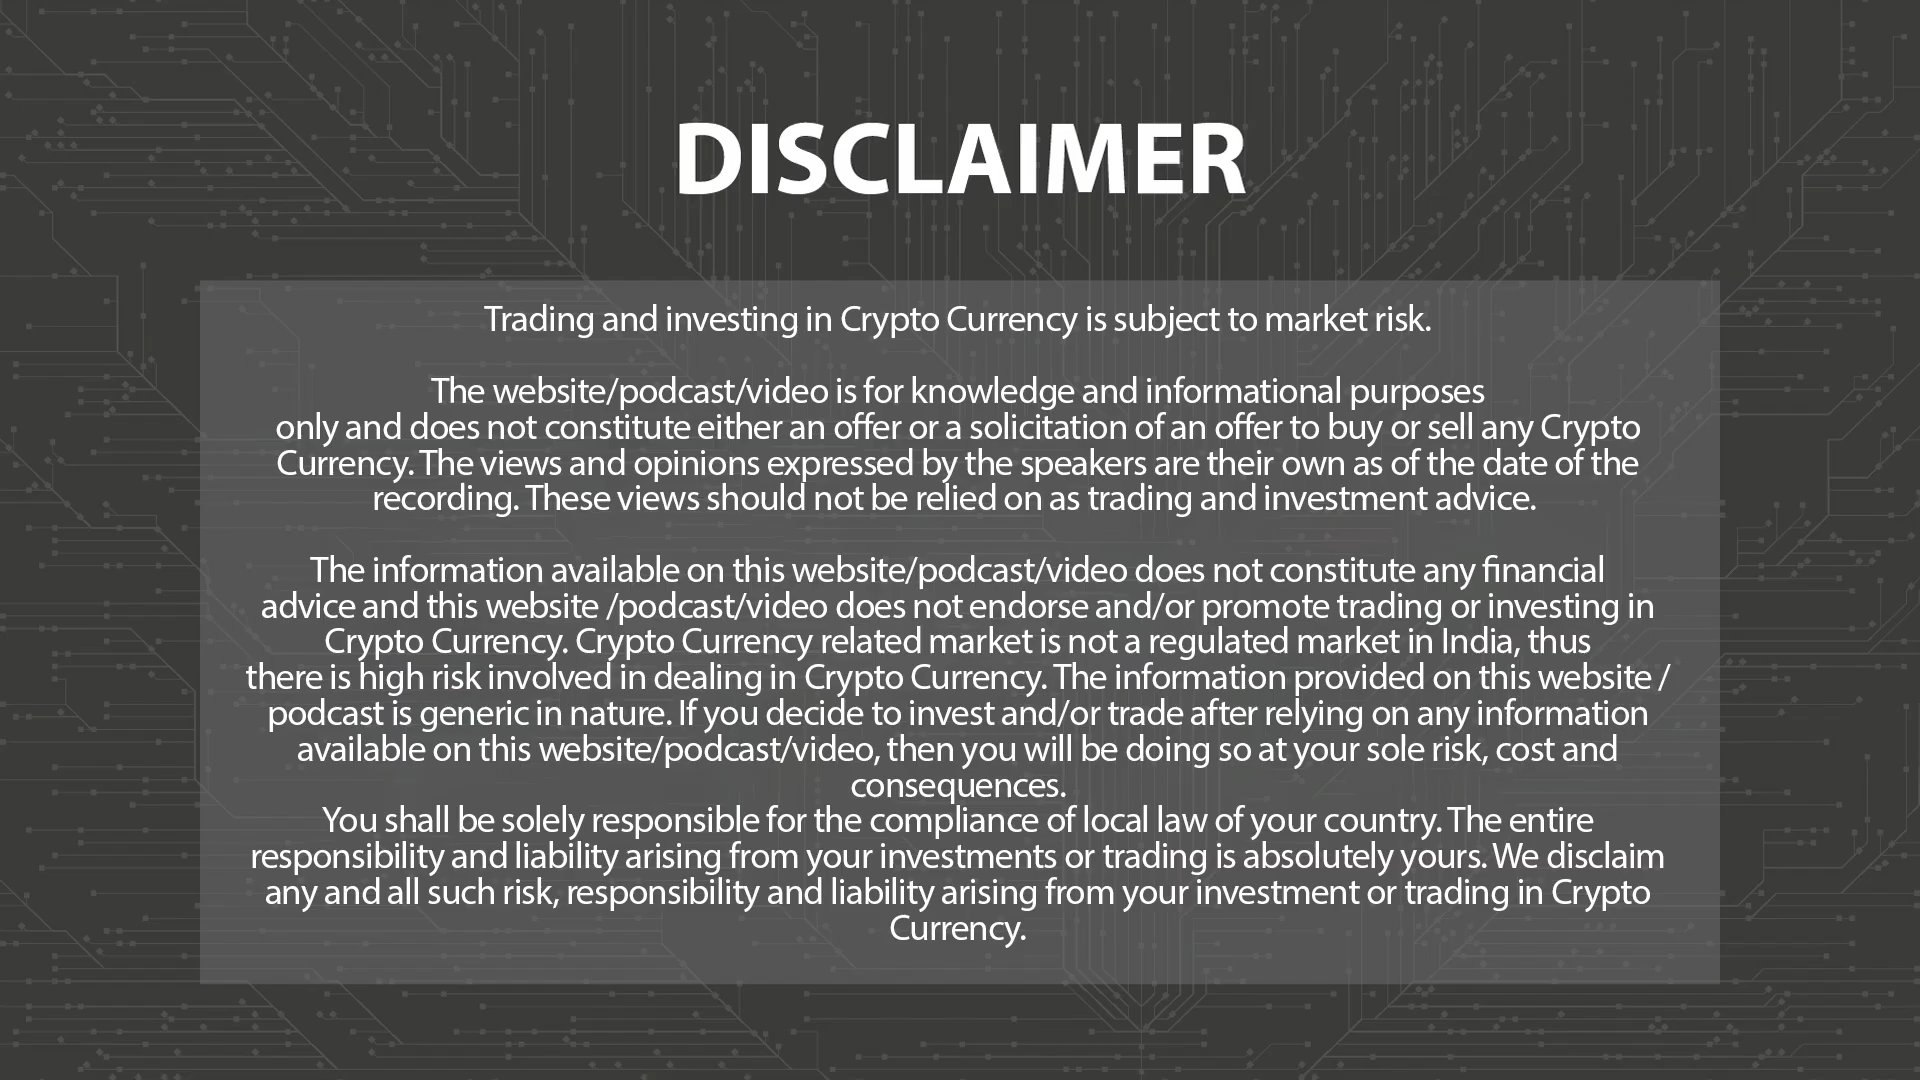 DISCLAIMER
Trading and investing in Crypto Currency is subject to market risk.
The website/podcast/video is for knowledge and informational purposes
only and does not constitute either an offer or a solicitation of an offer to buy or sell any Crypto
Currency. The views and opinions expressed by the speakers are their own as of the date of the
recording. These views should not be relied on as trading and investment advice.
The information available on this website/podcast/video does not constitute any financial
advice and this website /podcast/video does not endorse and/or promote trading or investing in
Crypto Currency. Crypto Currency related market is not a regulated market in India, thus
there is high risk involved in dealing in Crypto Currency. The information provided on this website /
podcast is generic in nature. If you decide to invest and/or trade after relying on any information
available on this website/podcast/video, then you will be doing so at your sole risk, cost and
consequences.
You shall be solely responsible for the compliance of local law of your country. The entire
responsibility and liability arising from your investments or trading is absolutely yours. We disclaim
any and all such risk, responsibility and liability arising from your investment or trading in Crypto
Currency.